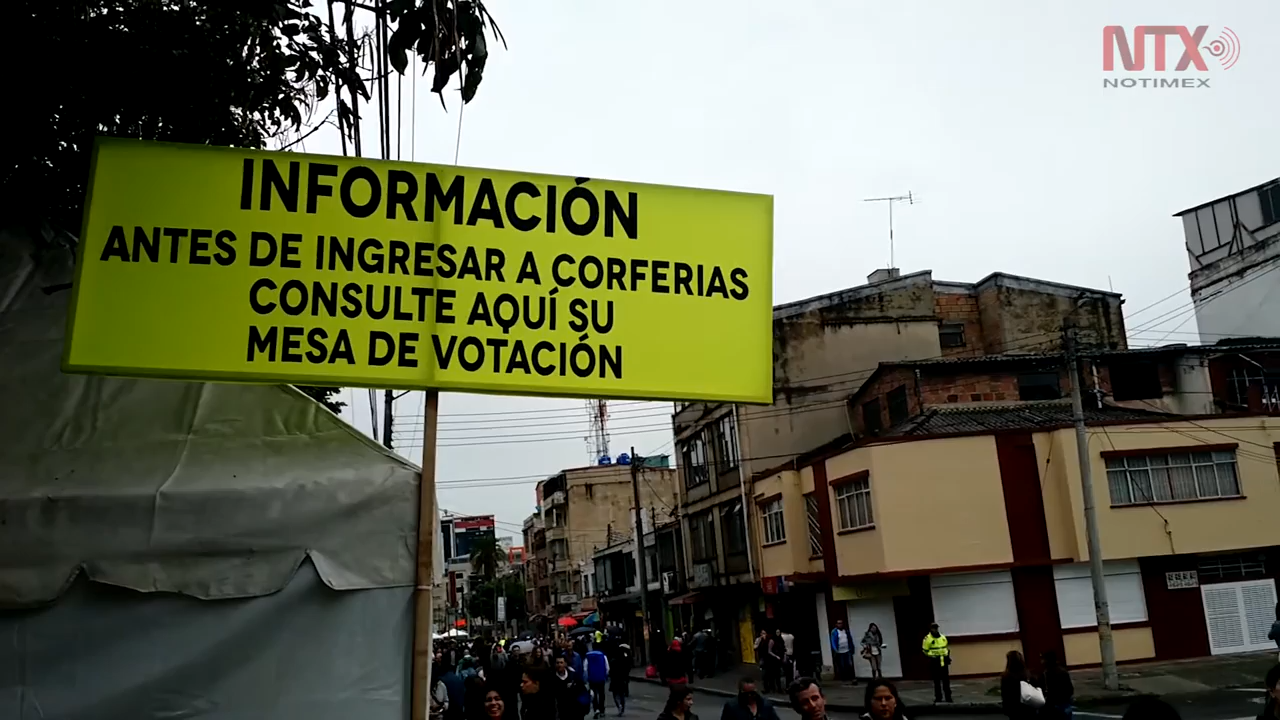 NTX
NOTIMEX
INFORMACIÓN
ANTES DE INGRESAR A CORFERIAS
CONSULTE AQUÍ SU
MESA DE VOTACIÓN